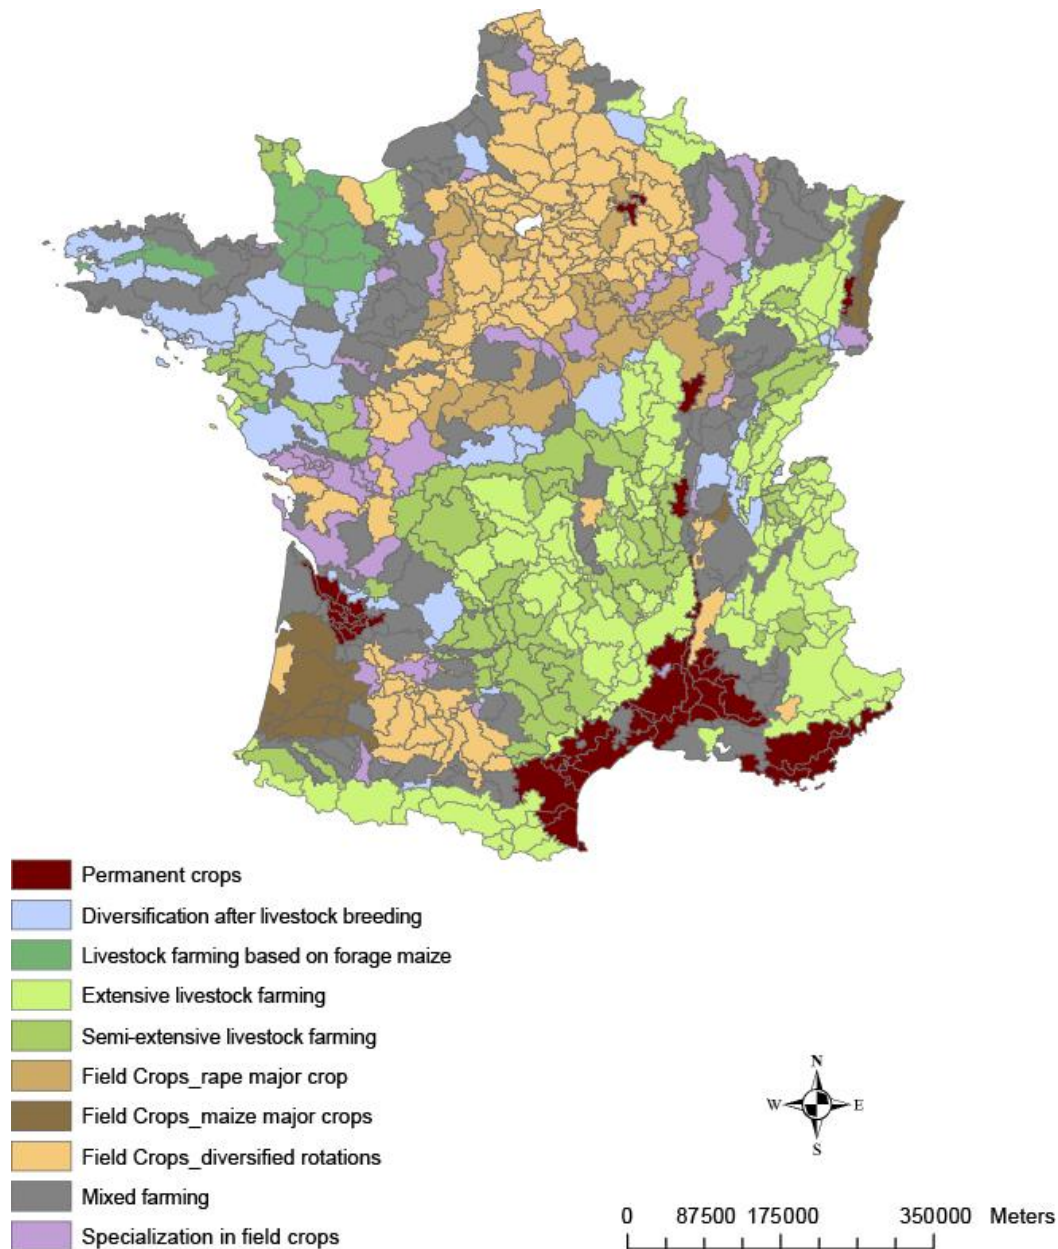 Permanent crops
Diversification after livestock breeding
Livestock farming based on forage maize
Extensive livestock farming
Semi-extensive livestock farming
Field Crops_rape major crop
Field Crops_maize major crops
Field Crops_diversified rotations
Mixed farming
Specialization in field crops
N
W E
S
0 87500 175000 350000 Meters